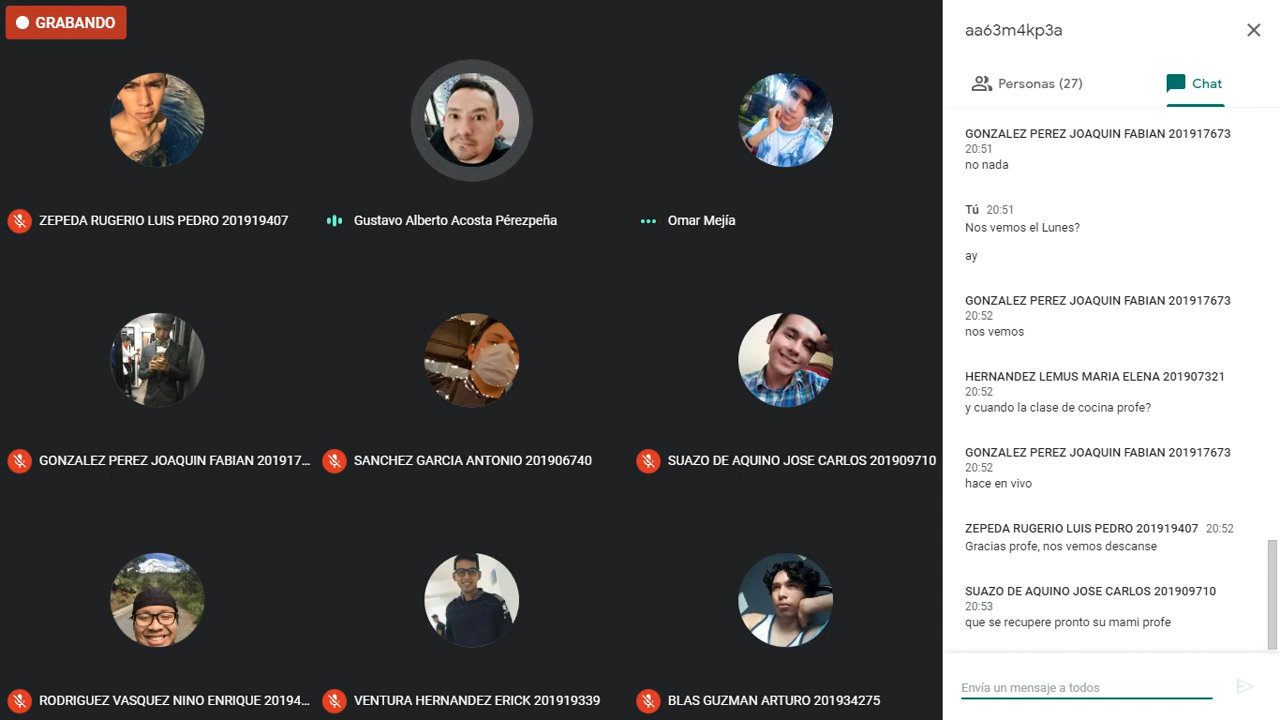 GRABANDO
ZEPEDA RUGERIO LUIS PEDRO 201919407
Gustavo Alberto Acosta Pérezpeña
Omar Mejía
GONZALEZ PEREZ JOAQUIN FABIAN 201917...
SANCHEZ GARCIA ANTONIO 201906740
SUAZO DE AQUINO JOSE CARLOS 201909710
RODRIGUEZ VASQUEZ NINO ENRIQUE 20194...
VENTURA HERNANDEZ ERICK 201919339
BLAS GUZMAN ARTURO 201934275
aa63m4kp3a
Personas (27)
Chat
GONZALEZ PEREZ JOAQUIN FABIAN 201917673
20:51
no nada
Tú 20:51
Nos vemos el Lunes?
ay
GONZALEZ PEREZ JOAQUIN FABIAN 201917673
20:52
nos vemos
HERNANDEZ LEMUS MARIA ELENA 201907321
20:52
y cuando la clase de cocina profe?
GONZALEZ PEREZ JOAQUIN FABIAN 201917673
20:52
hace en vivo
ZEPEDA RUGERIO LUIS PEDRO 201919407 20:52
Gracias profe, nos vemos descanse
SUAZO DE AQUINO JOSE CARLOS 201909710
20:53
que se recupere pronto su mami profe
Envía un mensaje a todos